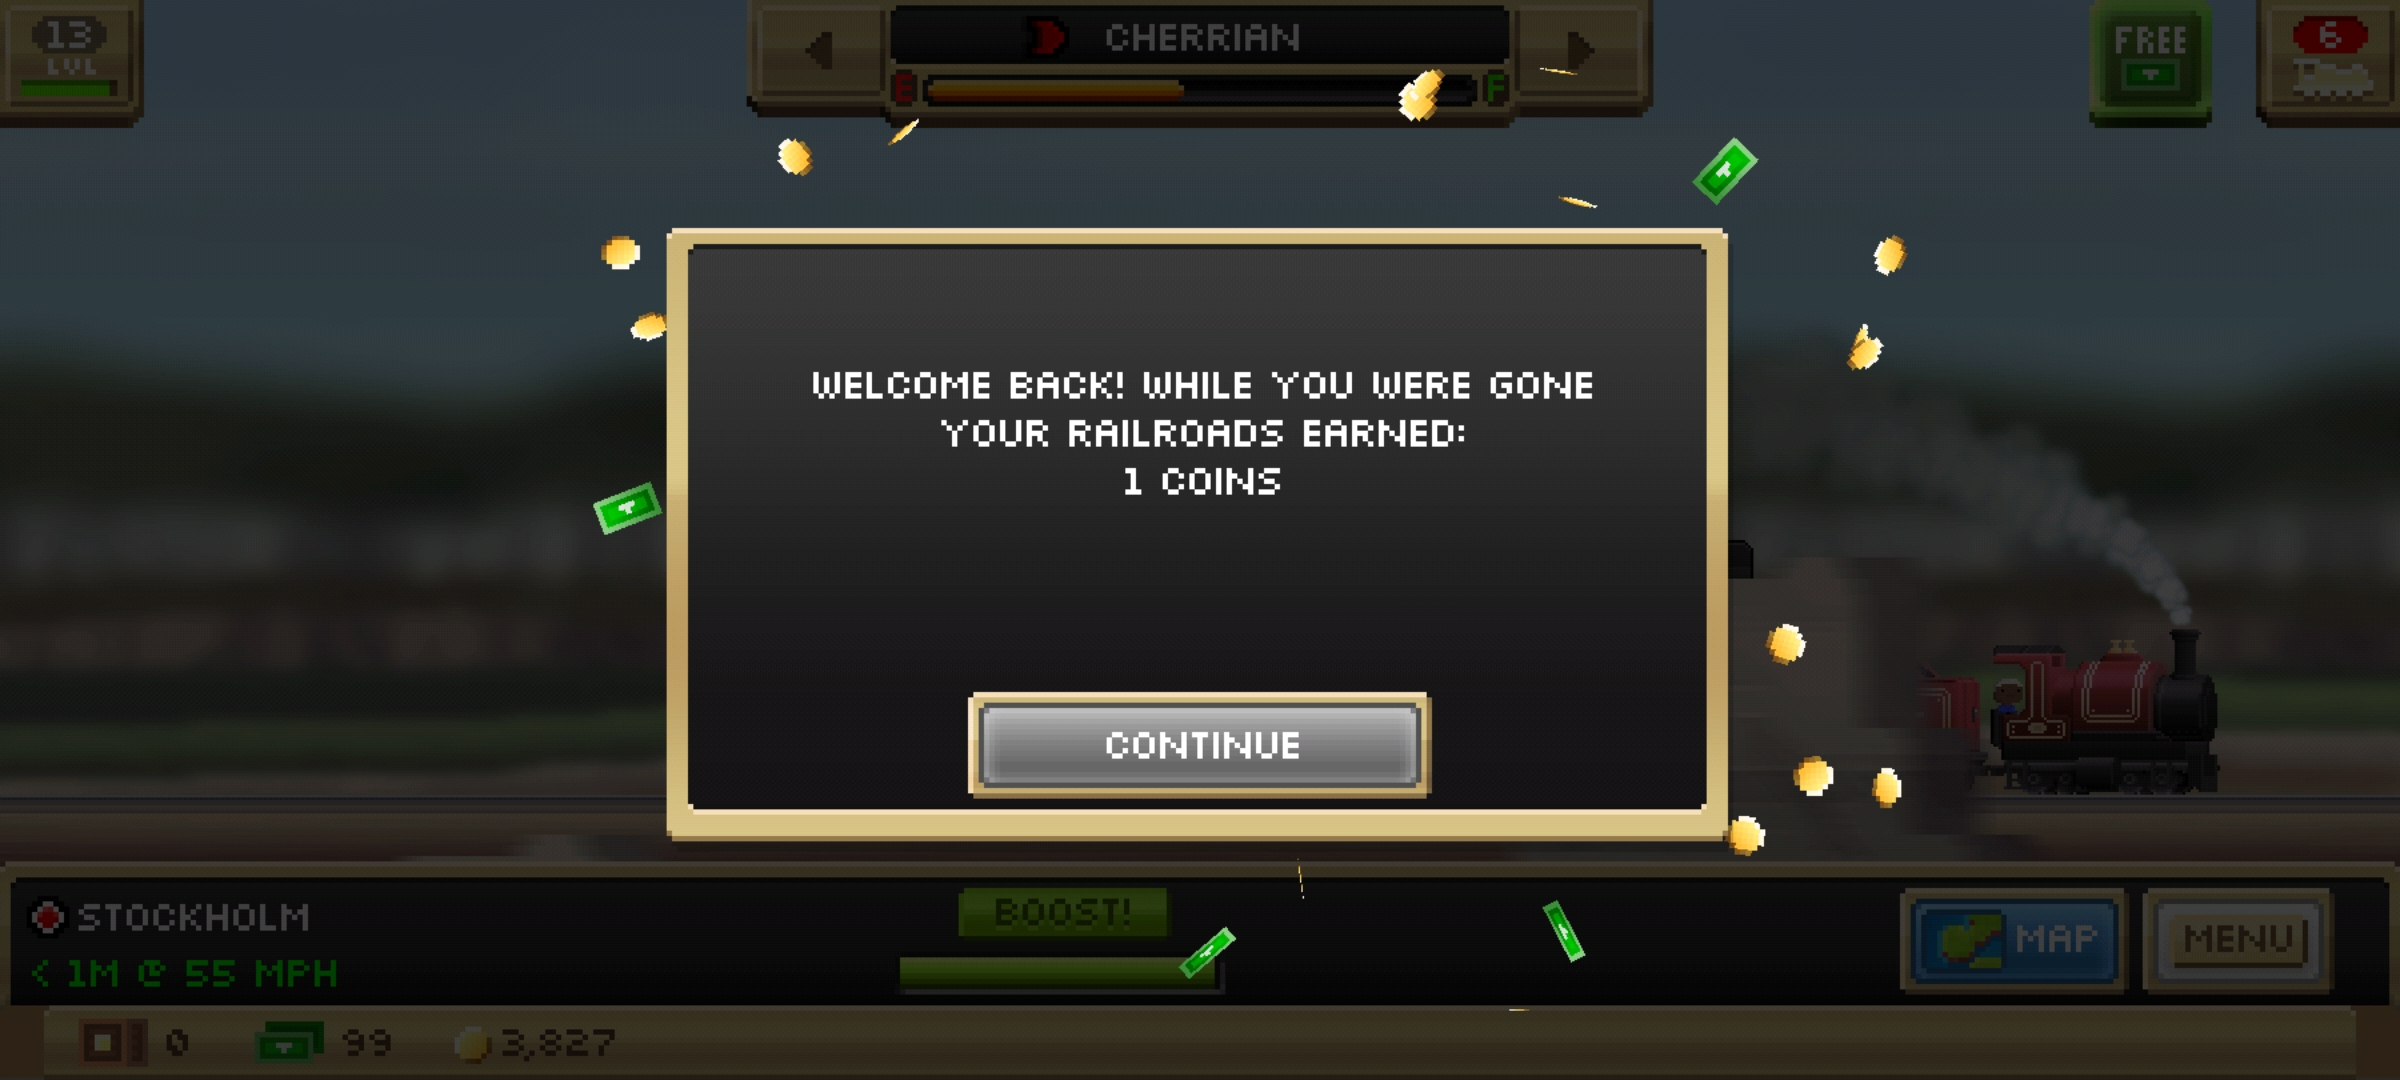 13
LVL
CHERRIAN
E F
FREE
6
WELCOME BACK! WHILE YOU WERE GONE
YOUR RAILROADS EARNED:
1 COINS
CONTINUE
STOCKHOLM
< 1M @ 55 MPH
BOOST!
MAP
MENU
0 99 3,827